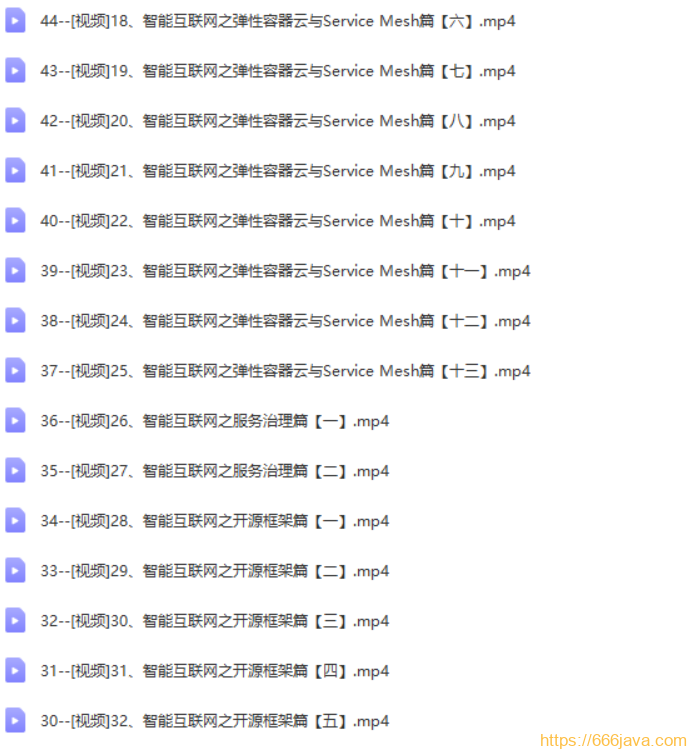 44--[视频]18、智能互联网之弹性容器云与Service Mesh篇【六】.mp4
43--[视频]19、智能互联网之弹性容器云与Service Mesh篇【七】.mp4
42--[视频]20、智能互联网之弹性容器云与Service Mesh篇【八】.mp4
41--[视频]21、智能互联网之弹性容器云与Service Mesh篇【九】.mp4
40--[视频]22、智能互联网之弹性容器云与Service Mesh篇【十】.mp4
39--[视频]23、智能互联网之弹性容器云与Service Mesh篇【十一】.mp4
38--[视频]24、智能互联网之弹性容器云与Service Mesh篇【十二】.mp4
37--[视频]25、智能互联网之弹性容器云与Service Mesh篇【十三】.mp4
36--[视频]26、智能互联网之服务治理篇【一】.mp4
35--[视频]27、智能互联网之服务治理篇【二】.mp4
34--[视频]28、智能互联网之开源框架篇【一】.mp4
33--[视频]29、智能互联网之开源框架篇【二】.mp4
32--[视频]30、智能互联网之开源框架篇【三】.mp4
31--[视频]31、智能互联网之开源框架篇【四】.mp4
30--[视频]32、智能互联网之开源框架篇【五】.mp4
https://666java.com